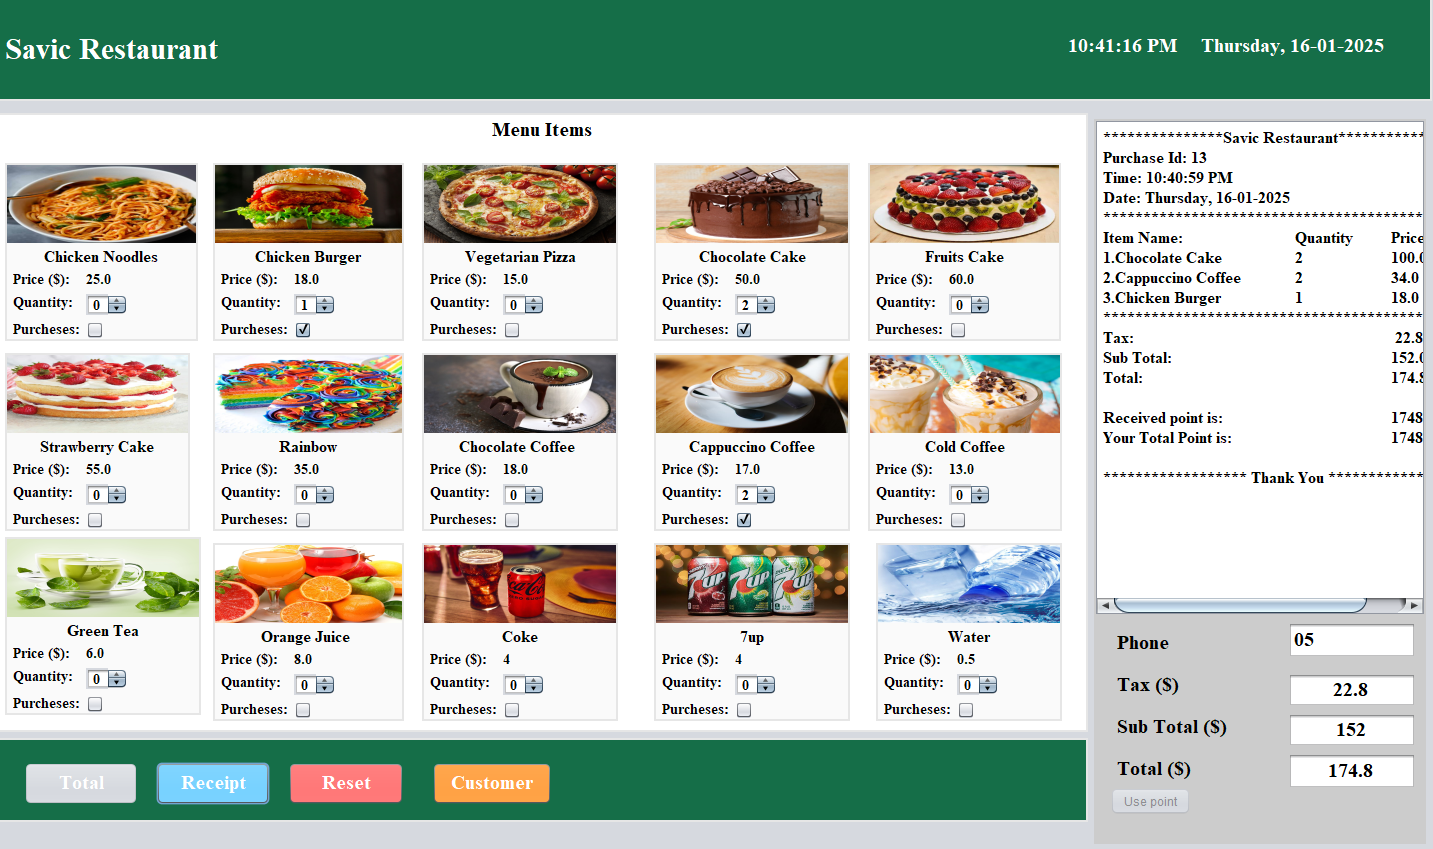 Savic Restaurant
10:41:16 PM Thursday, 16-01-2025
Menu Items
Chicken Noodles
Price ($): 25.0
Quantity: 0
Purcheses:
Chicken Burger
Price ($): 18.0
Quantity: 1
Purcheses:
Vegetarian Pizza
Price ($): 15.0
Quantity: 0
Purcheses:
Chocolate Cake
Price ($): 50.0
Quantity: 2
Purcheses:
Fruits Cake
Price ($): 60.0
Quantity: 0
Purcheses:
Strawberry Cake
Price ($): 55.0
Quantity: 0
Purcheses:
Rainbow
Price ($): 35.0
Quantity: 0
Purcheses:
Chocolate Coffee
Price ($): 18.0
Quantity: 0
Purcheses:
Cappuccino Coffee
Price ($): 17.0
Quantity: 2
Purcheses:
Cold Coffee
Price ($): 13.0
Quantity: 0
Purcheses:
Green Tea
Price ($): 6.0
Quantity: 0
Purcheses:
Orange Juice
Price ($): 8.0
Quantity: 0
Purcheses:
Coke
Price ($): 4
Quantity: 0
Purcheses:
7UP 7UP 7UP
7up
Price ($): 4
Quantity: 0
Purcheses:
Water
Price ($): 0.5
Quantity: 0
Purcheses:
Total Receipt Reset Customer
***************Savic Restaurant***********
Purchase Id: 13
Time: 10:40:59 PM
Date: Thursday, 16-01-2025
****************************************
Item Name: Quantity Price
1.Chocolate Cake 2 100.0
2.Cappuccino Coffee 2 34.0
3.Chicken Burger 1 18.0
****************************************
Tax: 22.8
Sub Total: 152.0
Total: 174.8
Received point is: 1748
Your Total Point is: 1748
****************** Thank You ************
Phone 05
Tax ($) 22.8
Sub Total ($) 152
Total ($) 174.8
Use point